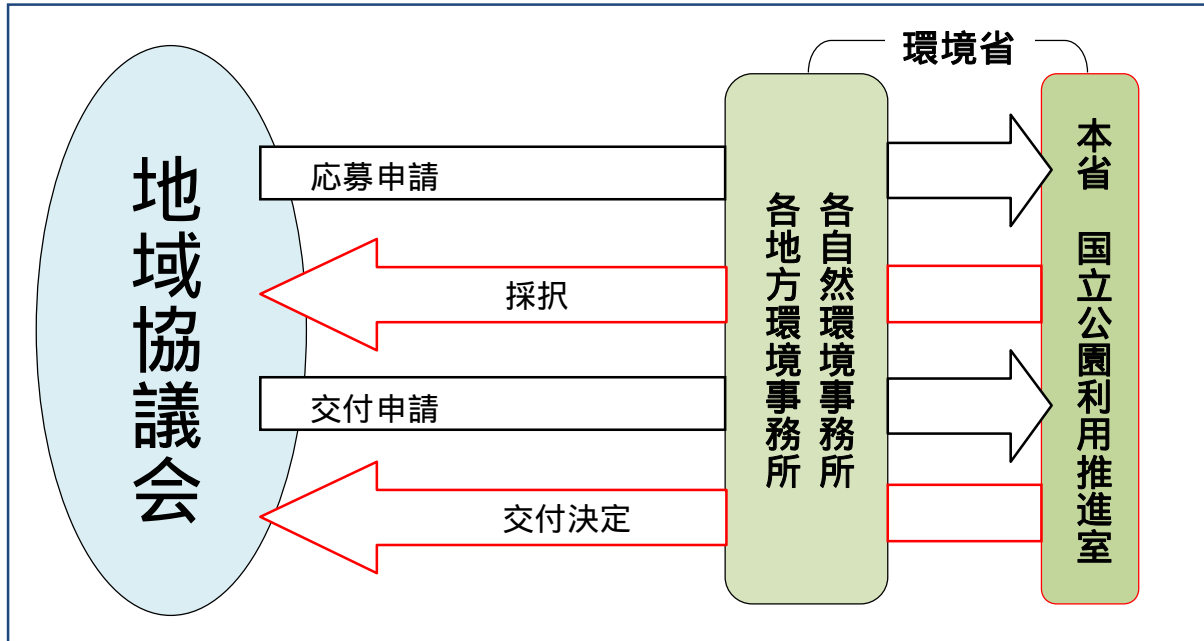 環境省
地域協議会
応募申請
採択
交付申請
交付決定
各自然環境事務所
各地方環境事務所
本省 国立公園利用推進室